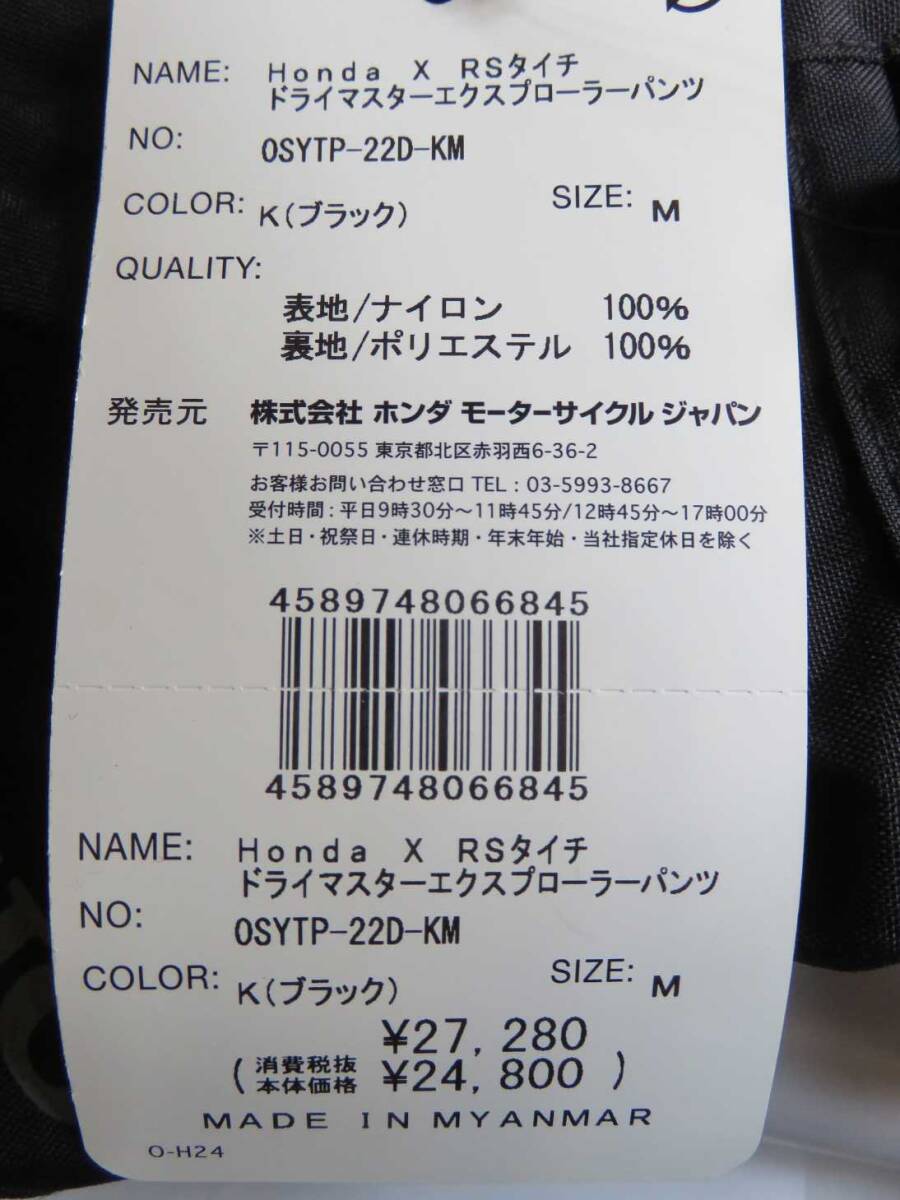 NAME: Honda X RSタイチ
ドライマスターエクスプローラーパンツ
NO: OSYTP-22D-KM
COLOR: K(ブラック) SIZE: M
QUALITY:
表地/ナイロン 100%
裏地/ポリエステル 100%
発売元 株式会社 ホンダ モーターサイクル ジャパン
〒115-0055 東京都北区赤羽西6-36-2
お客様お問い合わせ窓口 TEL : 03-5993-8667
受付時間 : 平日9時30分〜11時45分/12時45分〜17時00分
※土日・祝祭日・連休時期・年末年始・当社指定休日を除く
4589748066845
4589748066845
NAME: Honda X RSタイチ
ドライマスターエクスプローラーパンツ
NO: OSYTP-22D-KM
COLOR: K(ブラック) SIZE: M
¥27,280
(消費税抜本体価格 ¥24,800)
MADE IN MYANMAR
O-H24